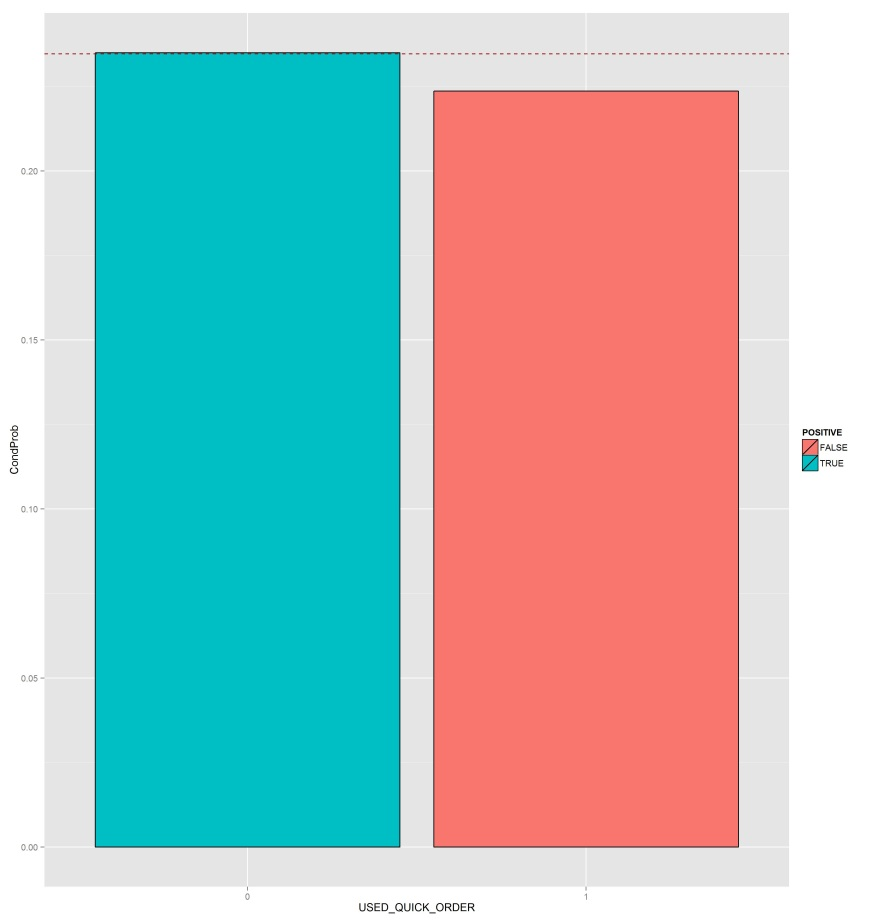 CondProb
0.20
0.15
0.10
0.05
0.00
0 1
USED_QUICK_ORDER
POSITIVE
FALSE
TRUE